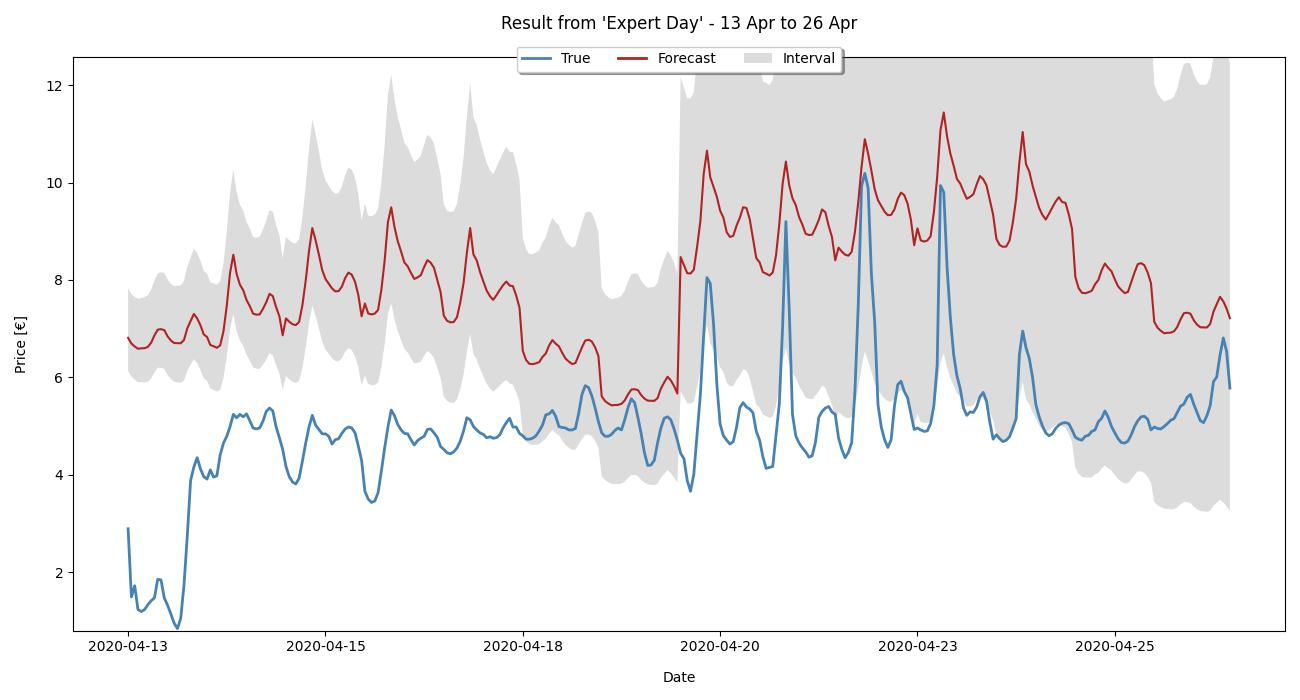 Result from 'Expert Day' - 13 Apr to 26 Apr
True Forecast Interval
12
10
8
6
4
2
Price [€]
2020-04-13 2020-04-15 2020-04-18 2020-04-20 2020-04-23 2020-04-25
Date